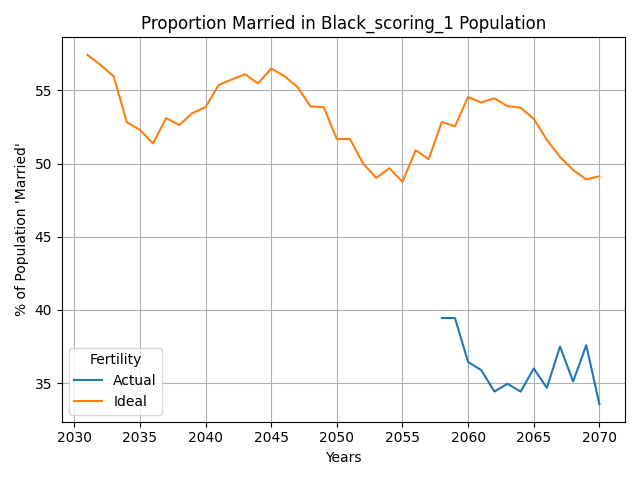 Proportion Married in Black_scoring_1 Population
% of Population 'Married'
55
50
45
40
35
Fertility
Actual
Ideal
2030 2035 2040 2045 2050 2055 2060 2065 2070
Years